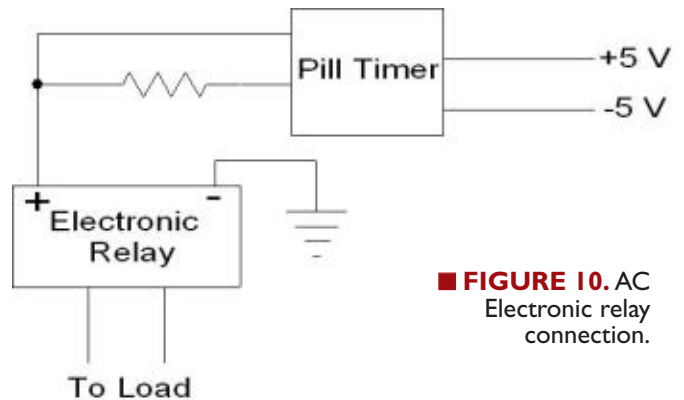 Pill Timer
+5 V
-5 V
+ -
Electronic
Relay
■ FIGURE 10. AC
Electronic relay
connection.
To Load